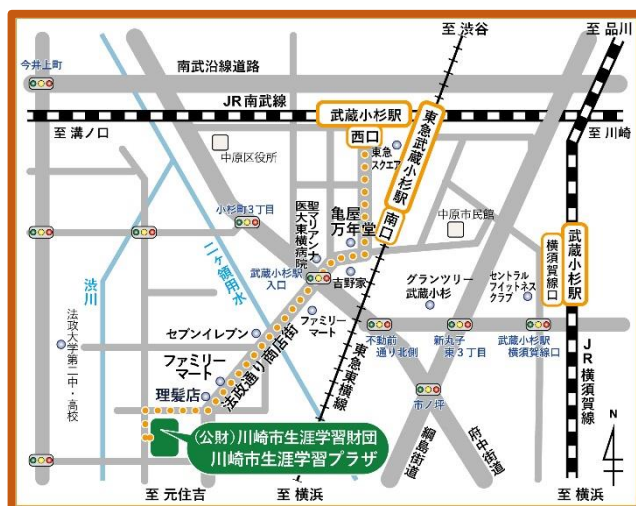 至 渋谷
至 品川
今井上町
南武沿線道路
JR南武線
武蔵小杉駅
西口
東急武蔵小杉駅
至 溝ノ口
至 川崎
中原区役所
東急
スクエア
小杉町3丁目
聖マリアンナ
医大東横病院
亀屋
万年堂
南口
中原市民館
武蔵小杉駅
横須賀線口
二ヶ領用水
渋川
武蔵小杉駅
入口
吉野家
グランツリー
武蔵小杉
セントラル
フィットネス
クラブ
ファミリー
マート
セブンイレブン
法政通り商店街
不動前
通り北側
新丸子
東3丁目
武蔵小杉駅
横須賀線口
法政大学第二中・高校
ファミリー
マート
理髪店
東急東横線
市ノ坪
JR横須賀線
綱島街道
府中街道
(公財)川崎市生涯学習財団
川崎市生涯学習プラザ
N
至 元住吉
至 横浜
至 横浜